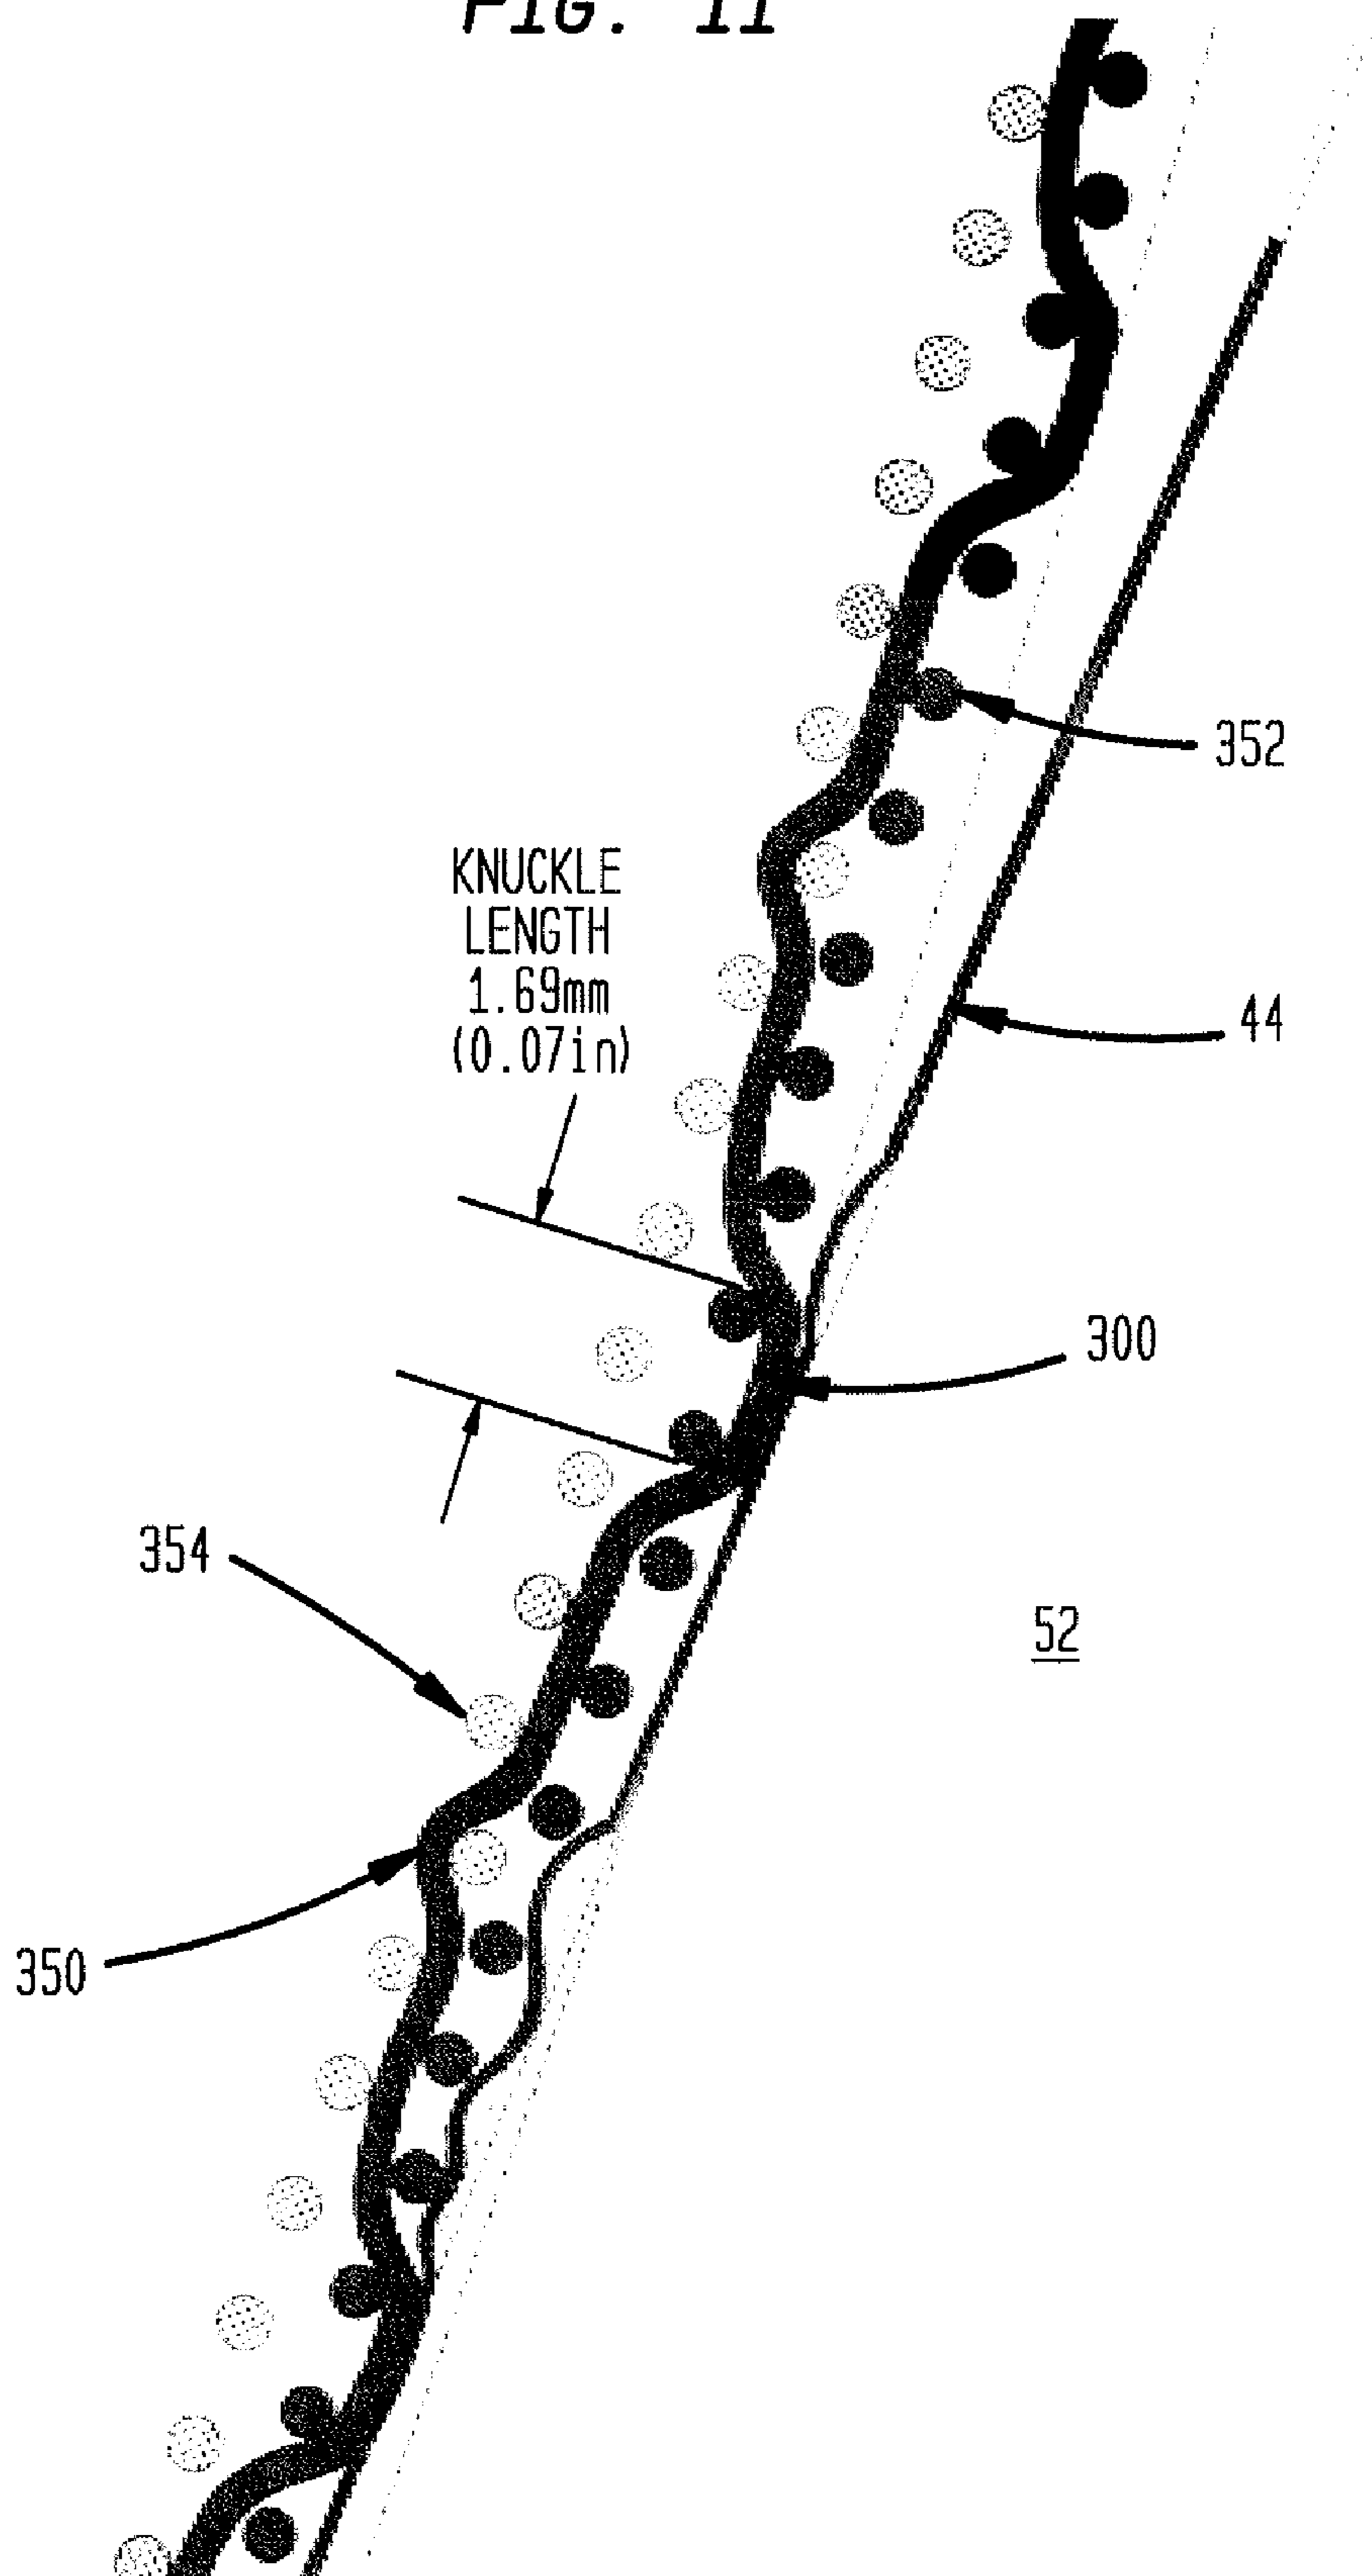 FIG. 11
352
KNUCKLE
LENGTH
1.69mm
(0.07in)
44
300
354
52
350